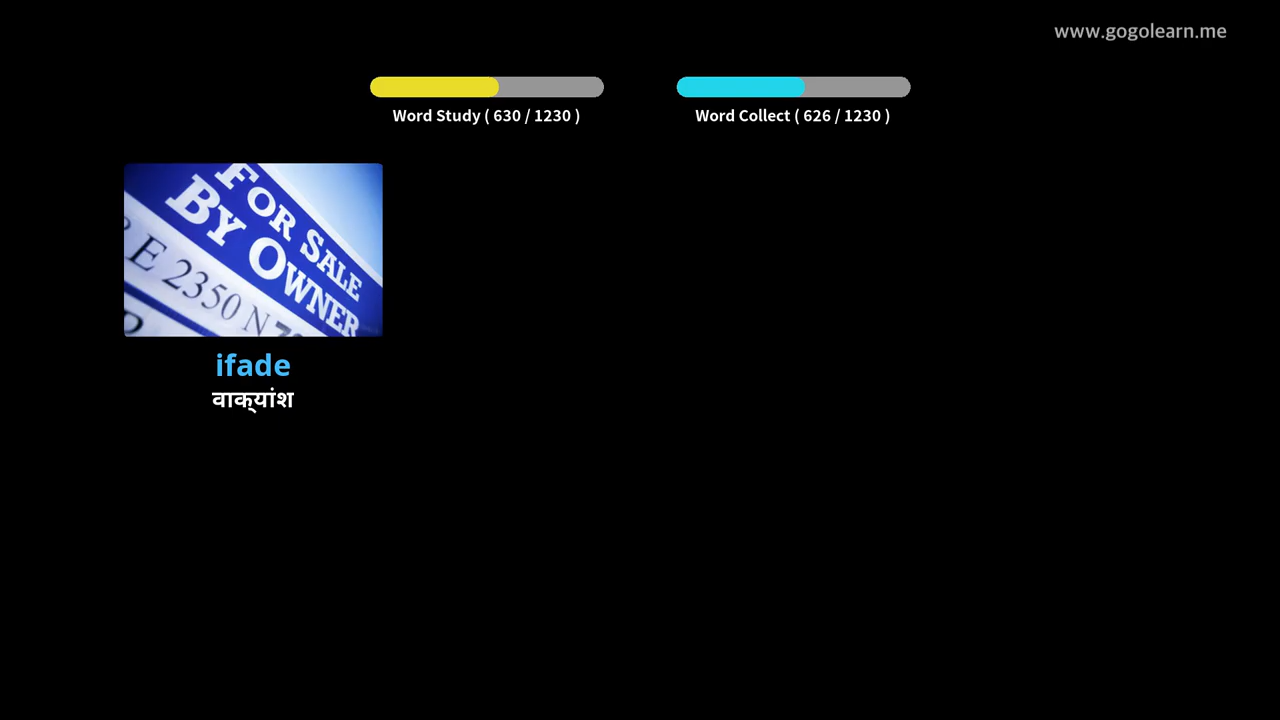 www.gogolearn.me
Word Study ( 630 / 1230 )
Word Collect ( 626 / 1230 )
FOR SALE
BY OWNER
E 2350 N
ifade
वाक्यांश